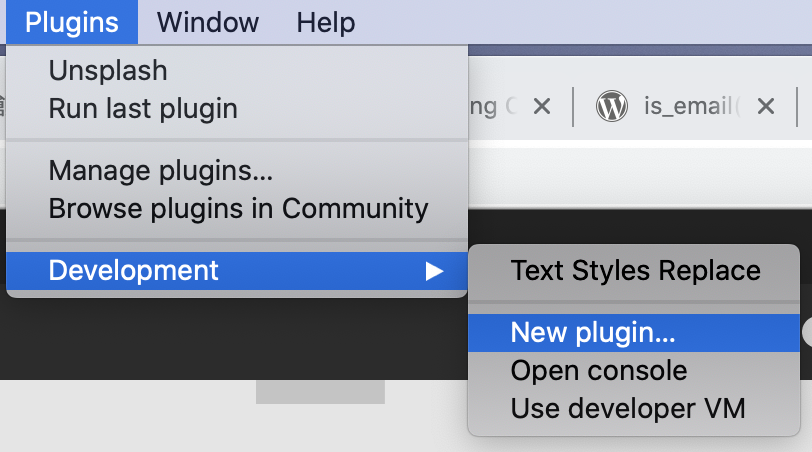 Plugins Window Help
Unsplash
Run last plugin
is_email(
Manage plugins...
Browse plugins in Community
Development
Text Styles Replace
New plugin...
Open console
Use developer VM